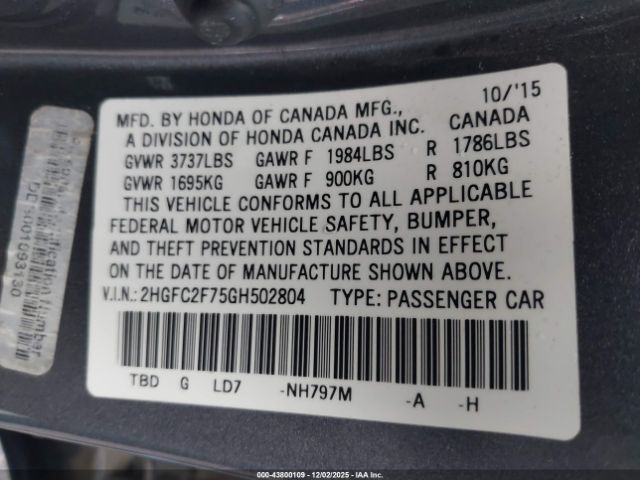 10/'15
MFD. BY HONDA OF CANADA MFG., CANADA
A DIVISION OF HONDA CANADA INC.
GVWR 3737LBS GAWR F 1984LBS R 1786LBS
GVWR 1695KG GAWR F 900KG R 810KG
THIS VEHICLE CONFORMS TO ALL APPLICABLE
FEDERAL MOTOR VEHICLE SAFETY, BUMPER,
AND THEFT PREVENTION STANDARDS IN EFFECT
ON THE DATE OF MANUFACTURE SHOWN ABOVE.
V.I.N.: 2HGFC2F75GH502804 TYPE: PASSENGER CAR
TBD G LD7 -NH797M -A -H
©00-43800109 | 12/02/2025 | IAA Inc.